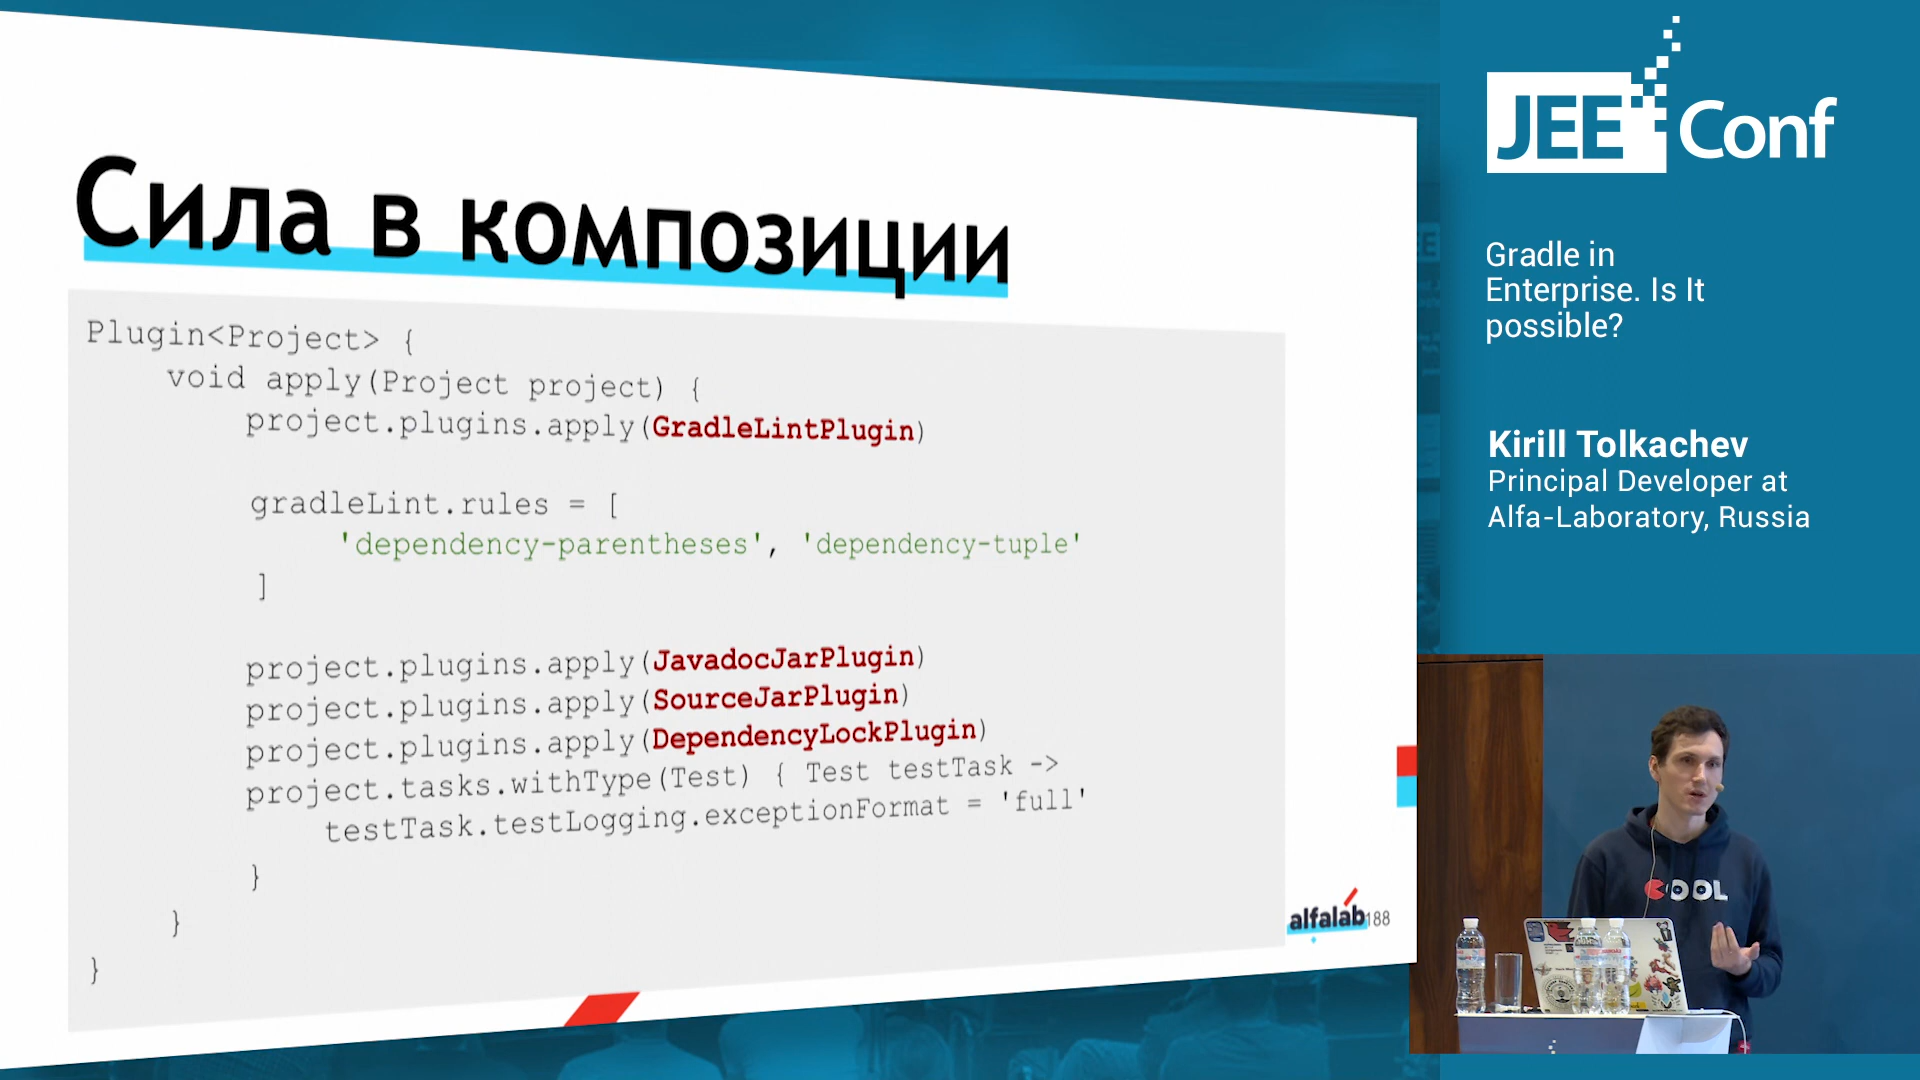 Сила в композиции
Plugin<Project> {
void apply(Project project) {
project.plugins.apply(GradleLintPlugin)
gradleLint.rules = [
'dependency-parentheses', 'dependency-tuple'
]
project.plugins.apply(JavadocJarPlugin)
project.plugins.apply(SourceJarPlugin)
project.plugins.apply(DependencyLockPlugin)
project.tasks.withType(Test) { Test testTask ->
testTask.testLogging.exceptionFormat = 'full'
}
}
}
alfalab 188
JEE Conf
Gradle in
Enterprise. Is It
possible?
Kirill Tolkachev
Principal Developer at
Alfa-Laboratory, Russia
COOL